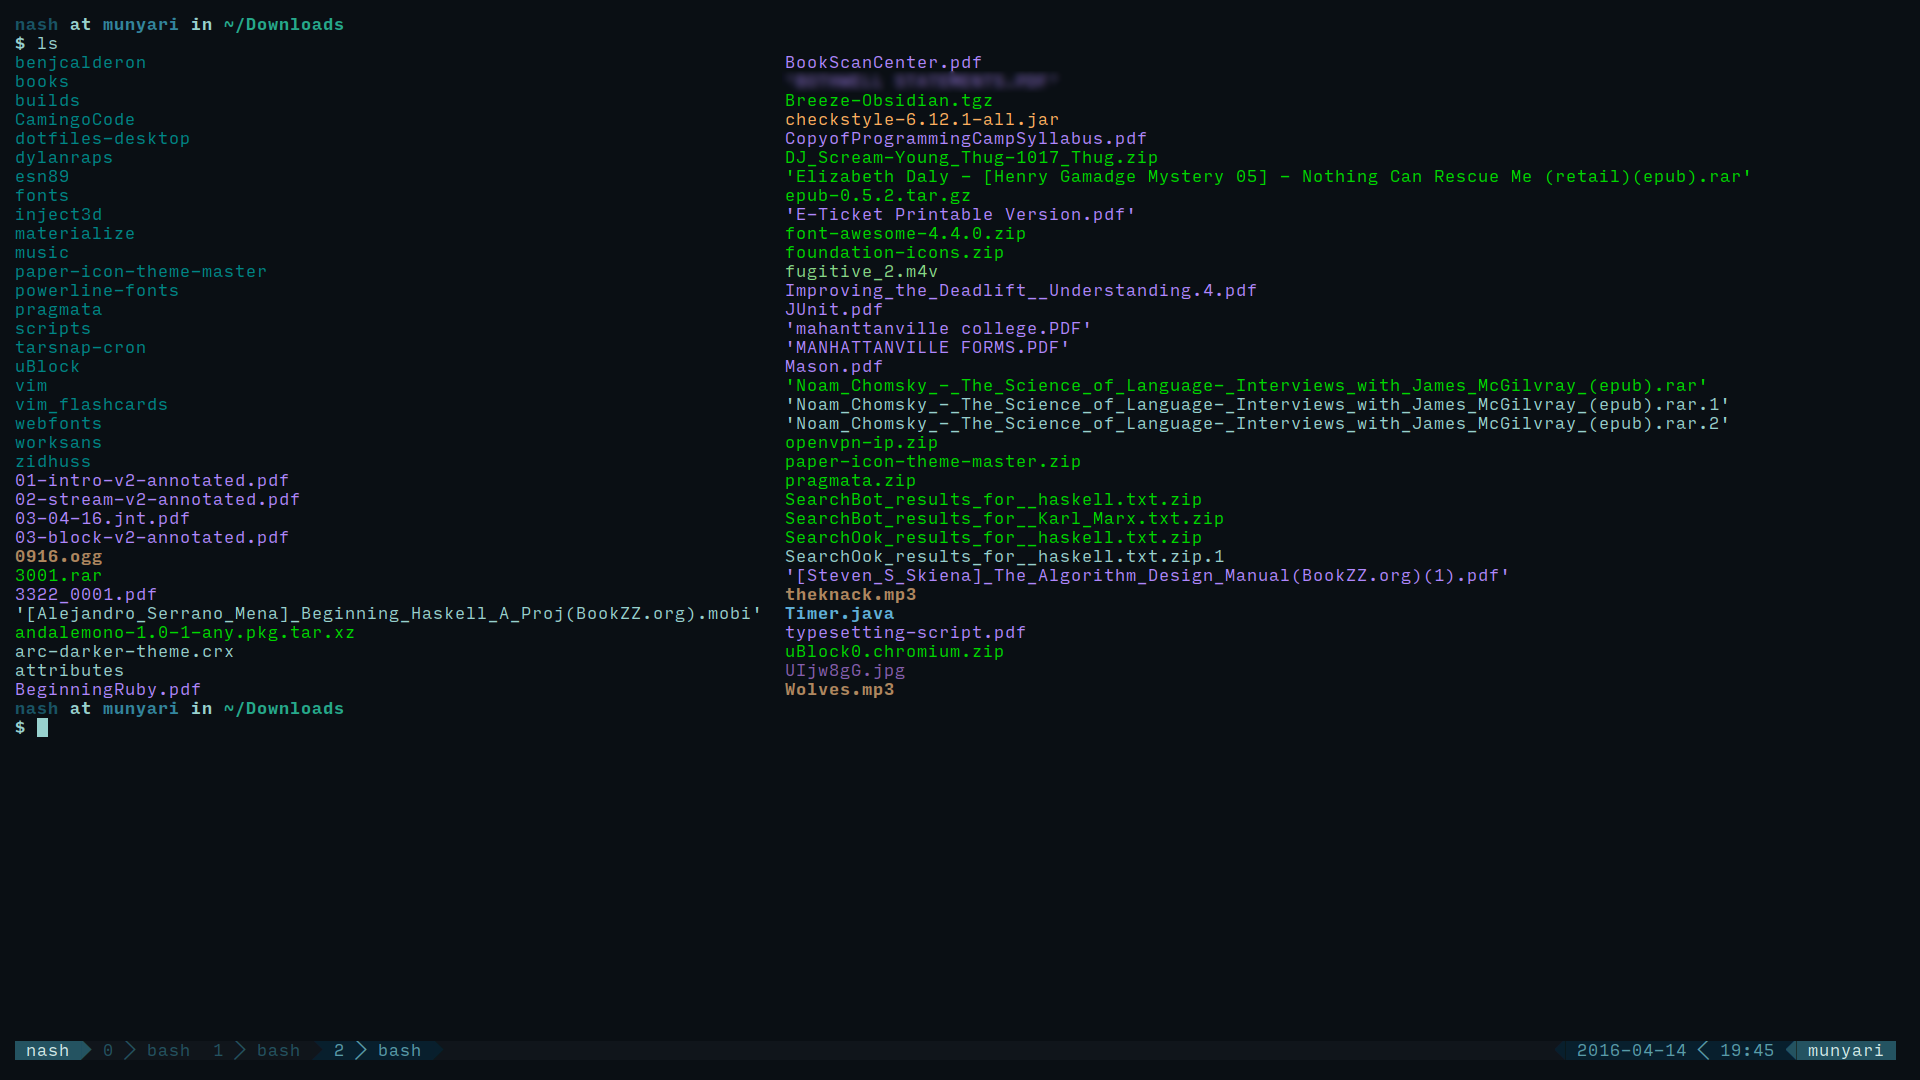 nash at munyari in ~/Downloads
$ ls
benjcalderon
books
builds
CamingoCode
dotfiles-desktop
dylanraps
esn89
fonts
inject3d
materialize
music
paper-icon-theme-master
powerline-fonts
pragmata
scripts
tarsnap-cron
uBlock
vim
vim_flashcards
webfonts
worksans
zidhuss
01-intro-v2-annotated.pdf
02-stream-v2-annotated.pdf
03-04-16.jnt.pdf
03-block-v2-annotated.pdf
0916.ogg
3001.rar
3322_0001.pdf
'[Alejandro_Serrano_Mena]_Beginning_Haskell_A_Proj(BookZZ.org).mobi'
andalemono-1.0-1-any.pkg.tar.xz
arc-darker-theme.crx
attributes
BeginningRuby.pdf
BookScanCenter.pdf
Breeze-Obsidian.tgz
checkstyle-6.12.1-all.jar
CopyofProgrammingCampSyllabus.pdf
DJ_Scream-Young_Thug-1017_Thug.zip
'Elizabeth Daly - [Henry Gamadge Mystery 05] - Nothing Can Rescue Me (retail)(epub).rar'
epub-0.5.2.tar.gz
'E-Ticket Printable Version.pdf'
font-awesome-4.4.0.zip
foundation-icons.zip
fugitive_2.m4v
Improving_the_Deadlift__Understanding.4.pdf
JUnit.pdf
'mahanttanville college.PDF'
'MANHATTANVILLE FORMS.PDF'
Mason.pdf
'Noam_Chomsky_-_The_Science_of_Language-_Interviews_with_James_McGilvray_(epub).rar'
'Noam_Chomsky_-_The_Science_of_Language-_Interviews_with_James_McGilvray_(epub).rar.1'
'Noam_Chomsky_-_The_Science_of_Language-_Interviews_with_James_McGilvray_(epub).rar.2'
openvpn-ip.zip
paper-icon-theme-master.zip
pragmata.zip
SearchBot_results_for__haskell.txt.zip
SearchBot_results_for__Karl_Marx.txt.zip
SearchOok_results_for__haskell.txt.zip
SearchOok_results_for__haskell.txt.zip.1
'[Steven_S_Skiena]_The_Algorithm_Design_Manual(BookZZ.org)(1).pdf'
theknack.mp3
Timer.java
typesetting-script.pdf
uBlock0.chromium.zip
UIjw8gG.jpg
Wolves.mp3
nash at munyari in ~/Downloads
$
nash 0 bash 1 bash 2 bash 2016-04-14 19:45 munyari